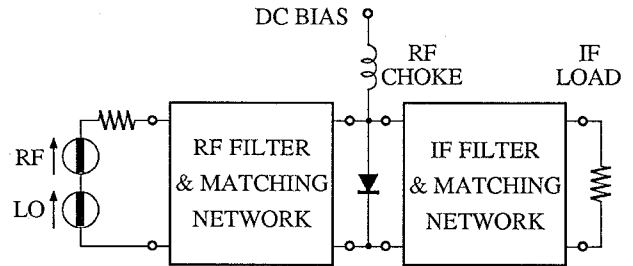 DC BIAS
RF
CHOKE
IF
LOAD
RF
LO
RF FILTER
& MATCHING
NETWORK
IF FILTER
& MATCHING
NETWORK